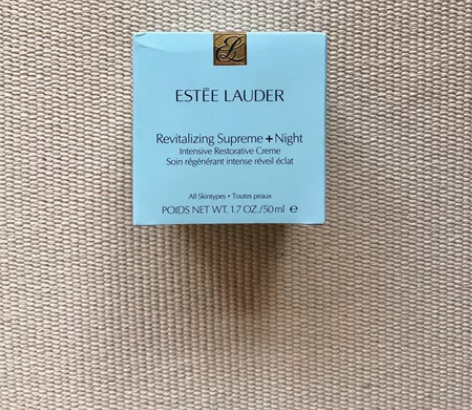 ESTĒE LAUDER
Revitalizing Supreme + Night
Intensive Restorative Creme
Soin régénérant intense réveil éclat
All Skintypes • Toutes peaux
POIDS NET WT. 1.7 OZ./50 ml ℮